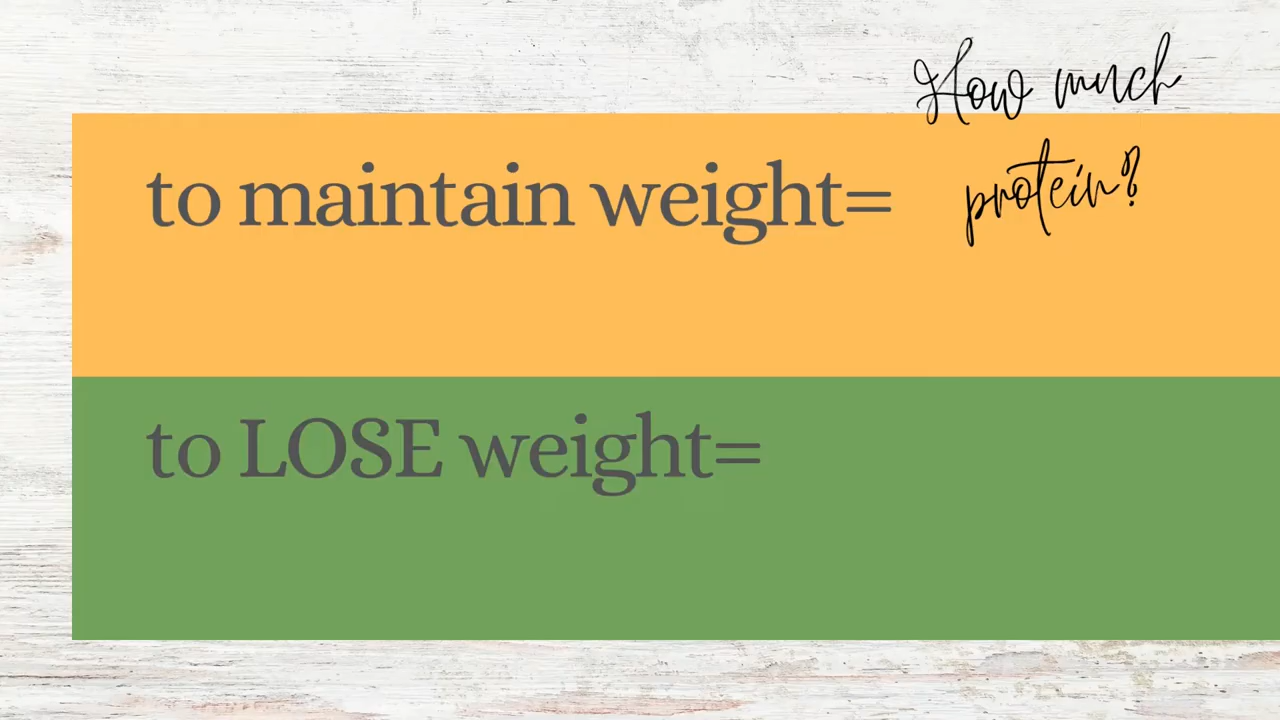 How much
protein?
to maintain weight=
to LOSE weight=